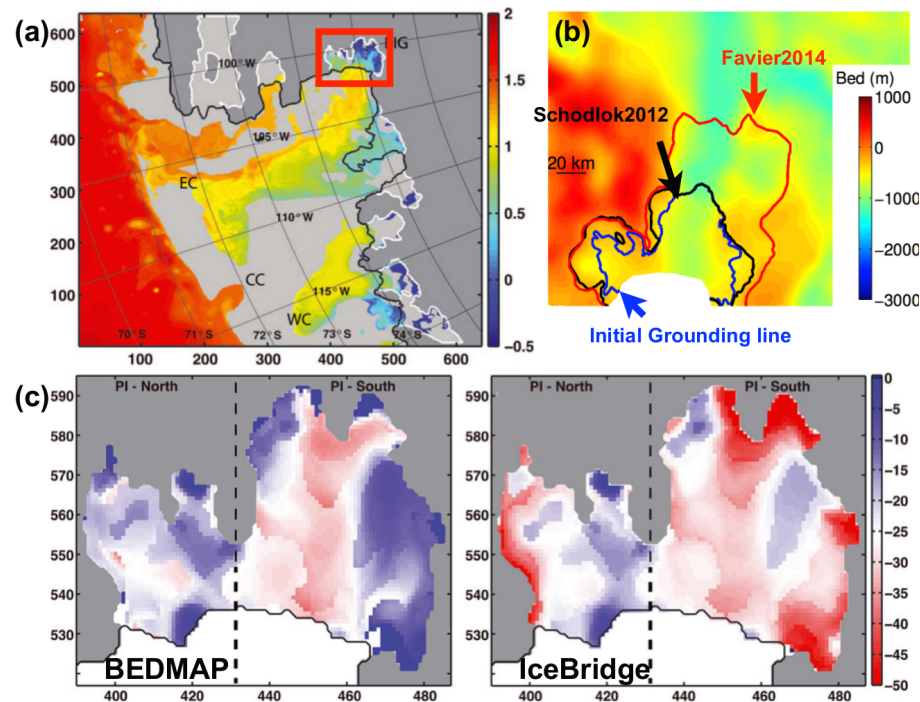 (a)
600
500
400
300
200
100
100
200
300
400
500
600
100° W
105° W
110° W
115° W
EC
CC
WC
70° S
71° S
72° S
73° S
74° S
2
1.5
1
0.5
0
−0.5
(b)
Favier2014
Schodlok2012
20 km
Initial Grounding line
Bed (m)
1000
0
−1000
−2000
−3000
(c)
PI - North
PI - South
590
580
570
560
550
540
530
BEDMAP
400
420
440
460
480
PI - North
PI - South
590
580
570
560
550
540
530
IceBridge
400
420
440
460
480
0
−5
−10
−15
−20
−25
−30
−35
−40
−45
−50